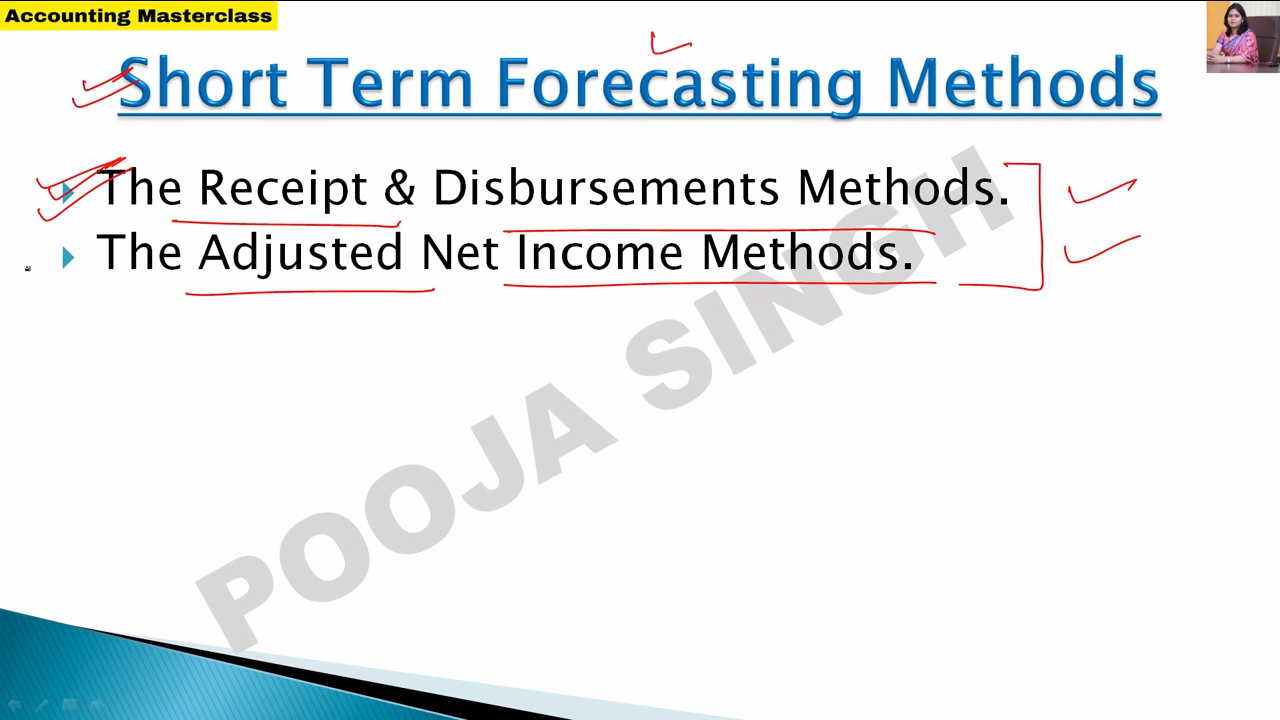 Accounting Masterclass
Short Term Forecasting Methods
The Receipt & Disbursements Methods.
The Adjusted Net Income Methods.
POOJA SINGH